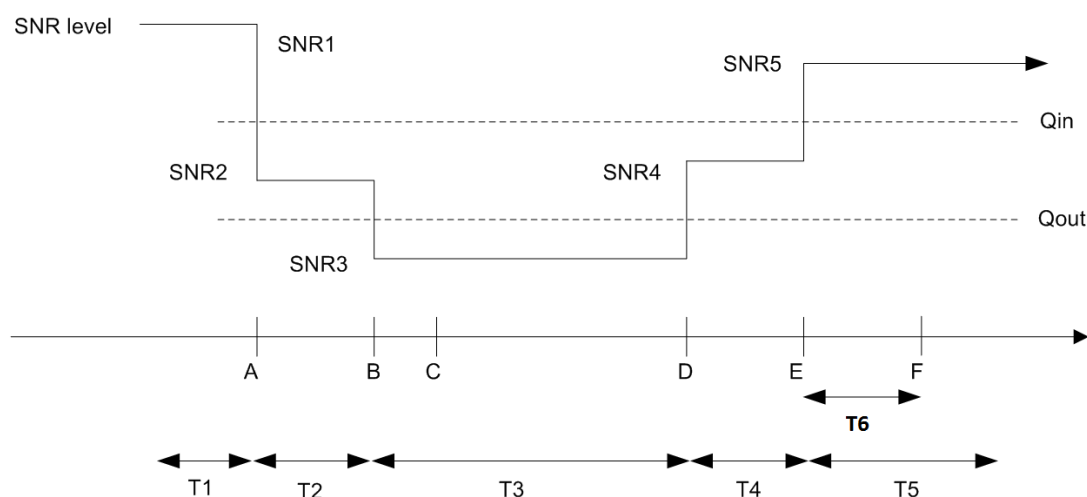 SNR level
SNR1
SNR5
Qin
SNR2
SNR4
Qout
SNR3
A B C D E F
T6
T1 T2 T3 T4 T5